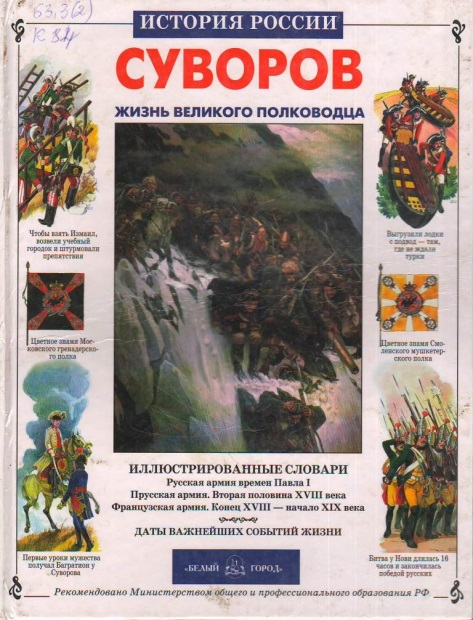 63.3(2)
ИСТОРИЯ РОССИИ
СУВОРОВ
ЖИЗНЬ ВЕЛИКОГО ПОЛКОВОДЦА
Чтобы взять Измаил,
возвели учебный
городок и штурмовали
препятствия
Выгрузили лодки
с подвод — там,
где не ждали
турки
Цветное знамя Мос-
ковского гренадерско-
го полка
Цветное знамя Смо-
ленского мушкетер-
ского полка
Первые уроки мужества
получал Багратион у
Суворова
Битва у Нови длилась 16
часов и закончилась
победой русских
ИЛЛЮСТРИРОВАННЫЕ СЛОВАРИ
Русская армия времен Павла I
Прусская армия. Вторая половина XVIII века
Французская армия. Конец XVIII — начало XIX века
ДАТЫ ВАЖНЕЙШИХ СОБЫТИЙ ЖИЗНИ
«БЕЛЫЙ ГОРОД»
Рекомендовано Министерством общего и профессионального образования РФ